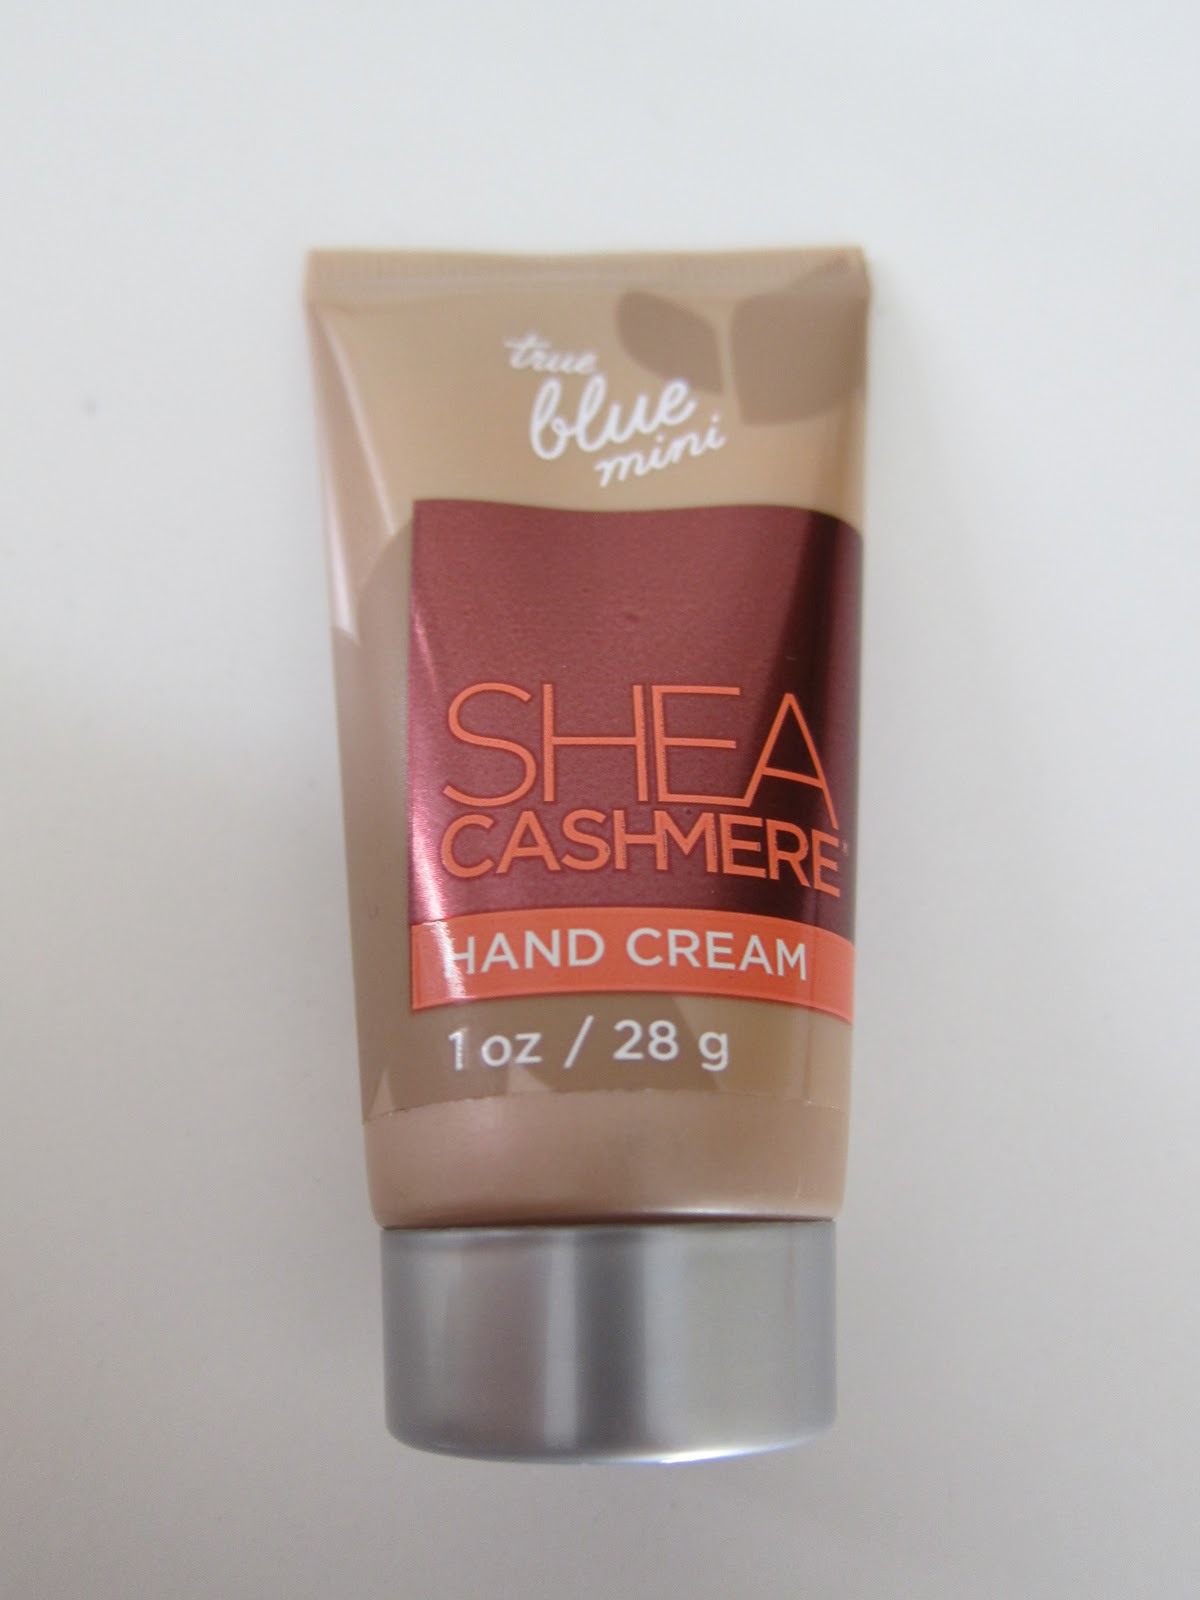 true
blue
mini
SHEA
CASHMERE
HAND CREAM
1 oz / 28 g